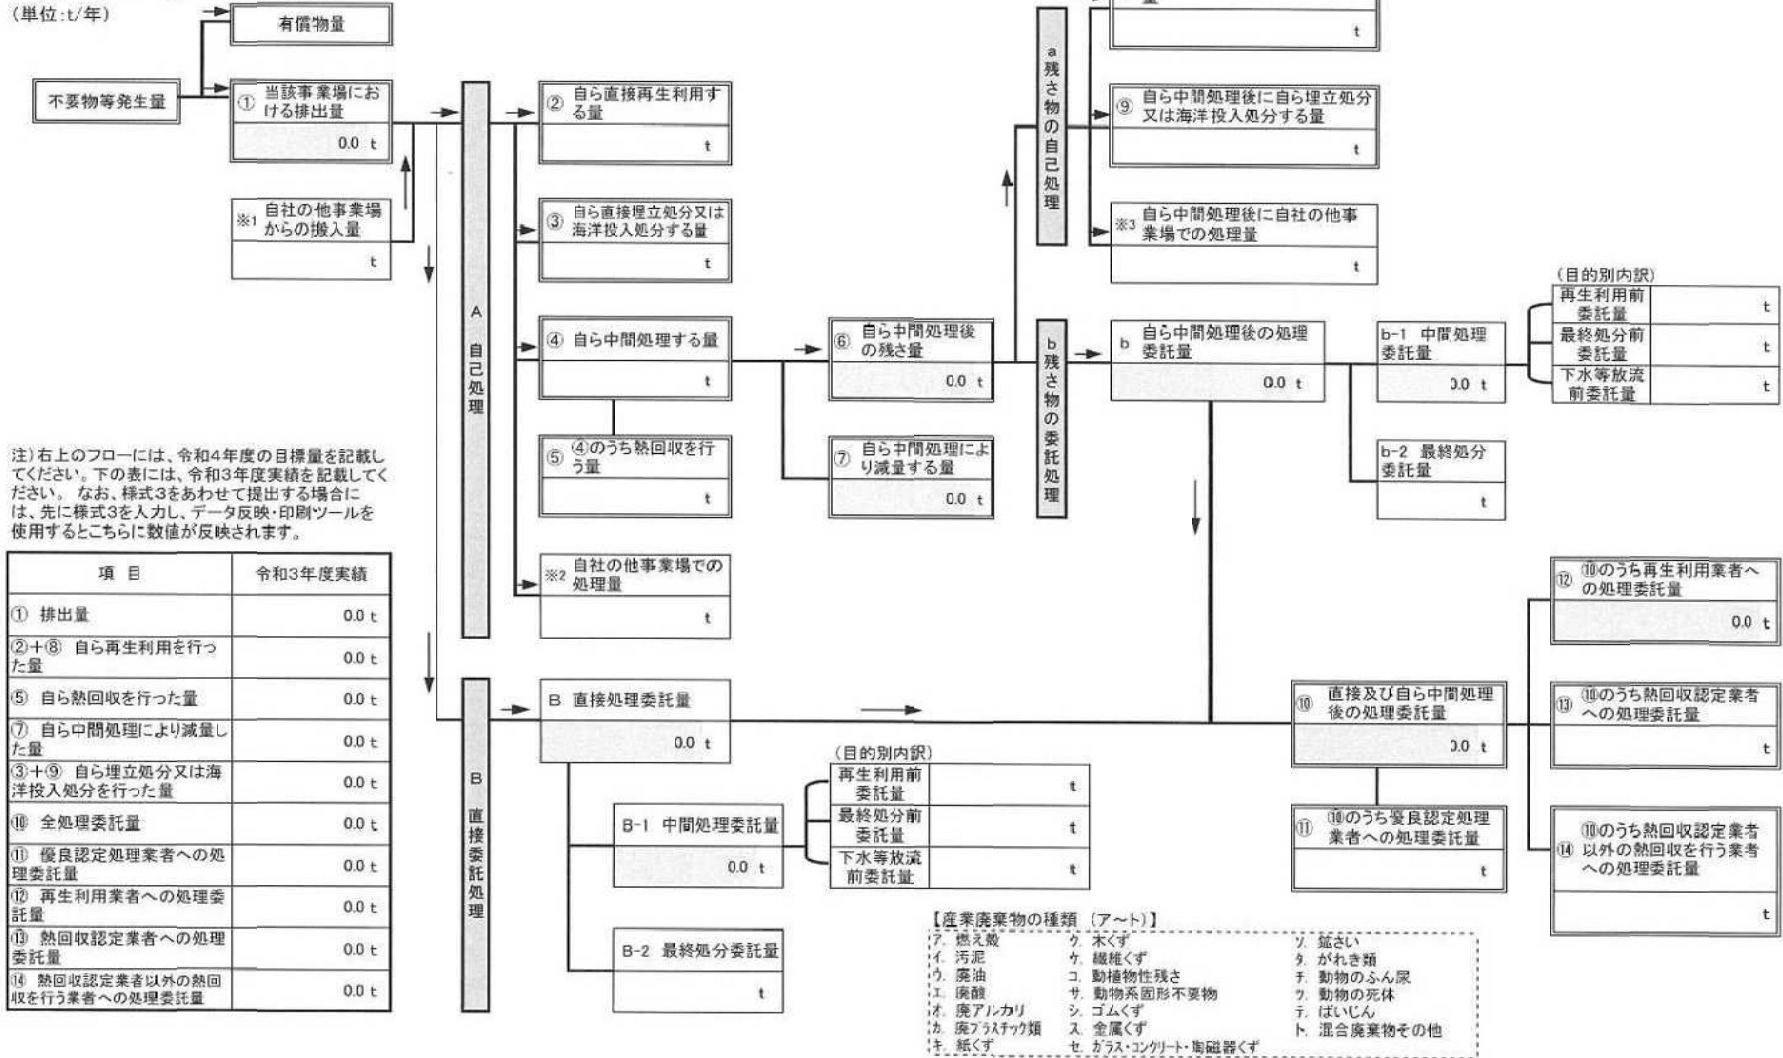 (単位:t/年)
有償物量
不要物等発生量
① 当該事業場にお
ける排出量
0.0 t
※1 自社の他事業場
からの搬入量
t
A 自己処理
② 自ら直接再生利用す
る量
t
③ 自ら直接埋立処分又は
海洋投入処分する量
t
④ 自ら中間処理する量
t
⑤ ④のうち熱回収を行
う量
t
※2 自社の他事業場での
処理量
t
⑥ 自ら中間処理後
の残さ量
0.0 t
⑦ 自ら中間処理によ
り減量する量
0.0 t
a 残さ物の自己処理
量
t
⑨ 自ら中間処理後に自ら埋立処分
又は海洋投入処分する量
t
※3 自ら中間処理後に自社の他事
業場での処理量
t
b 残さ物の委託処理
b 自ら中間処理後の処理
委託量
0.0 t
b-1 中間処理
委託量
0.0 t
(目的別内訳)
再生利用前
委託量
t
最終処分前
委託量
t
下水等放流
前委託量
t
b-2 最終処分
委託量
t
注)右上のフローには、令和4年度の目標量を記載し
てください。下の表には、令和3年度実績を記載してく
ださい。 なお、様式3をあわせて提出する場合に
は、先に様式3を入力し、データ反映・印刷ツールを
使用するとこちらに数値が反映されます。
項 目 令和3年度実績
① 排出量 0.0 t
②+⑧ 自ら再生利用を行っ
た量 0.0 t
⑤ 自ら熱回収を行った量 0.0 t
⑦ 自ら中間処理により減量し
た量 0.0 t
③+⑨ 自ら埋立処分又は海
洋投入処分を行った量 0.0 t
⑩ 全処理委託量 0.0 t
⑪ 優良認定処理業者への処
理委託量 0.0 t
⑫ 再生利用業者への処理委
託量 0.0 t
⑬ 熱回収認定業者への処理
委託量 0.0 t
⑭ 熱回収認定業者以外の熱回
収を行う業者への処理委託量 0.0 t
B 直接委託処理
B 直接処理委託量
0.0 t
B-1 中間処理委託量
0.0 t
(目的別内訳)
再生利用前
委託量
t
最終処分前
委託量
t
下水等放流
前委託量
t
B-2 最終処分委託量
t
⑩ 直接及び自ら中間処理
後の処理委託量
0.0 t
⑪ ⑩のうち優良認定処理
業者への処理委託量
t
⑫ ⑩のうち再生利用業者へ
の処理委託量
0.0 t
⑬ ⑩のうち熱回収認定業者
への処理委託量
t
⑭ ⑩のうち熱回収認定業者
以外の熱回収を行う業者
への処理委託量
t
【産業廃棄物の種類 (ア~ト)】
ア. 燃え殻
イ. 汚泥
ウ. 廃油
エ. 廃酸
オ. 廃アルカリ
カ. 廃プラスチック類
キ. 紙くず
ク. 木くず
ケ. 繊維くず
コ. 動植物性残さ
サ. 動物系固形不要物
シ. ゴムくず
ス. 金属くず
セ. ガラス・コンクリート・陶磁器くず
ソ. 鉱さい
タ. がれき類
チ. 動物のふん尿
ツ. 動物の死体
テ. ばいじん
ト. 混合廃棄物その他